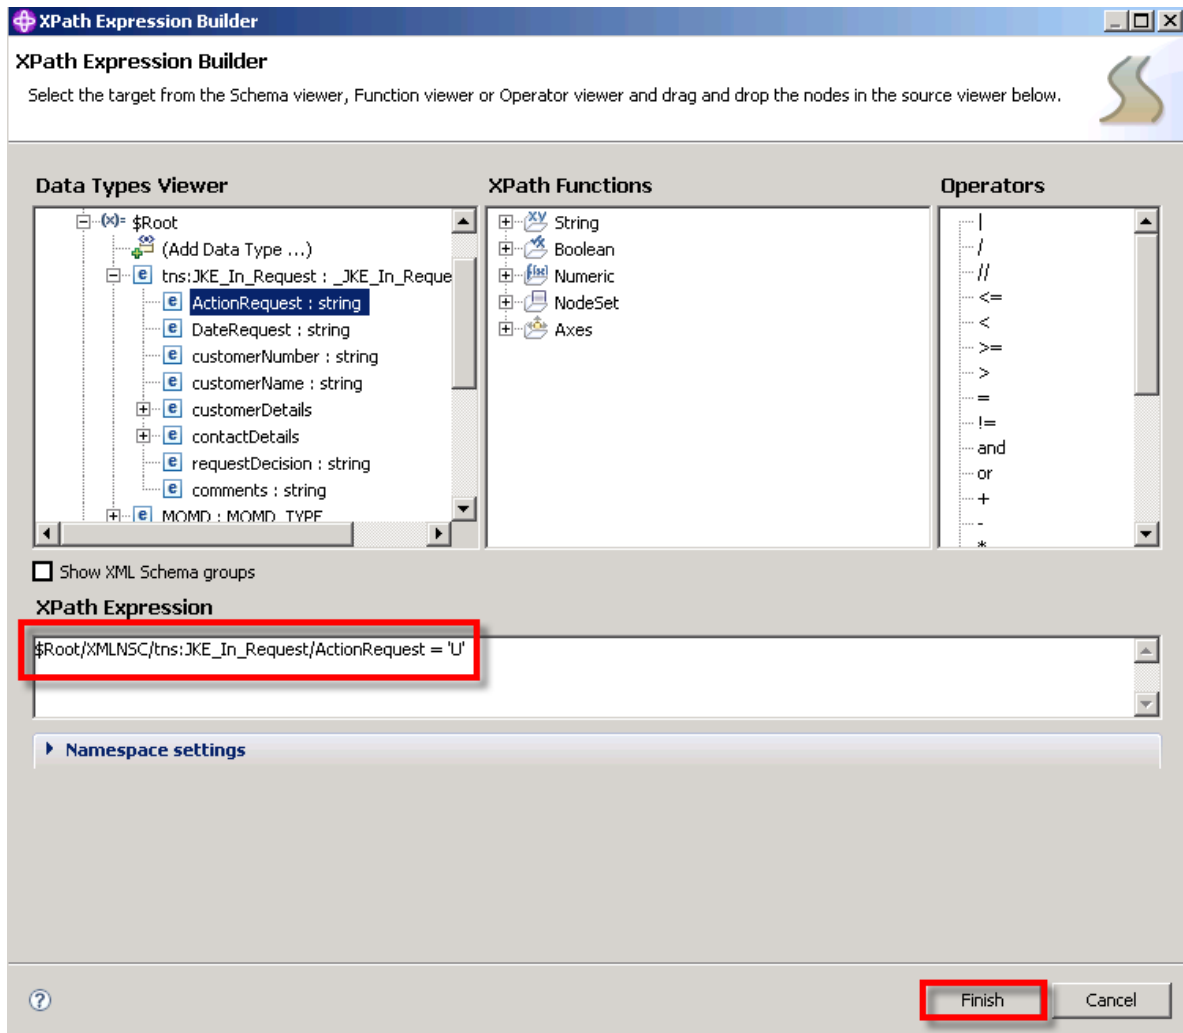 XPath Expression Builder
XPath Expression Builder
Select the target from the Schema viewer, Function viewer or Operator viewer and drag and drop the nodes in the source viewer below.
Data Types Viewer
$Root
(Add Data Type ...)
tns:JKE_In_Request : _JKE_In_Reque
ActionRequest : string
DateRequest : string
customerNumber : string
customerName : string
customerDetails
contactDetails
requestDecision : string
comments : string
MQMD : MQMD_TYPE
XPath Functions
String
Boolean
Numeric
NodeSet
Axes
Operators
|
/
//
<=
<
>=
>
=
!=
and
or
+
-
*
Show XML Schema groups
XPath Expression
$Root/XMLNSC/tns:JKE_In_Request/ActionRequest = 'U'
Namespace settings
Finish
Cancel